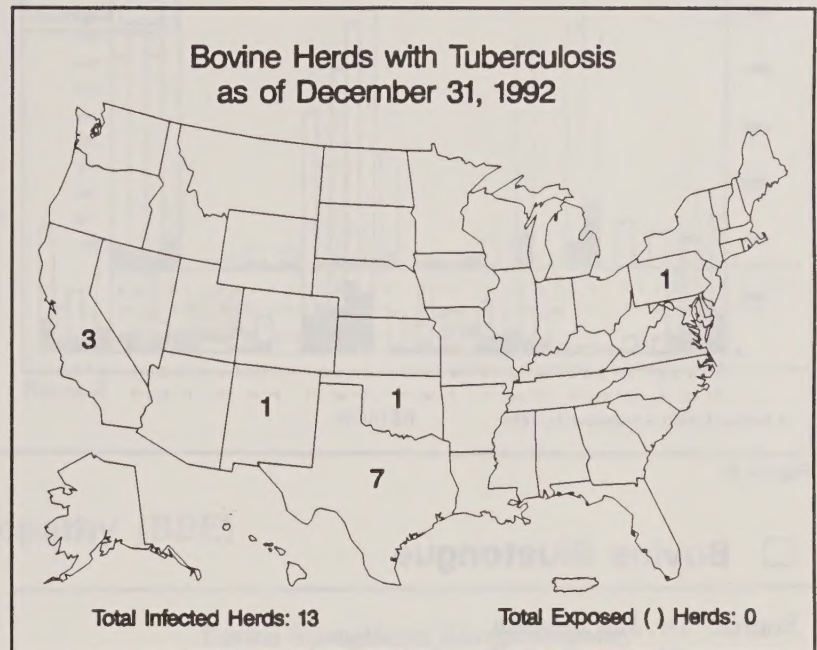 Bovine Herds with Tuberculosis
as of December 31, 1992
1
3
1
1
7
Total Infected Herds: 13
Total Exposed ( ) Herds: 0